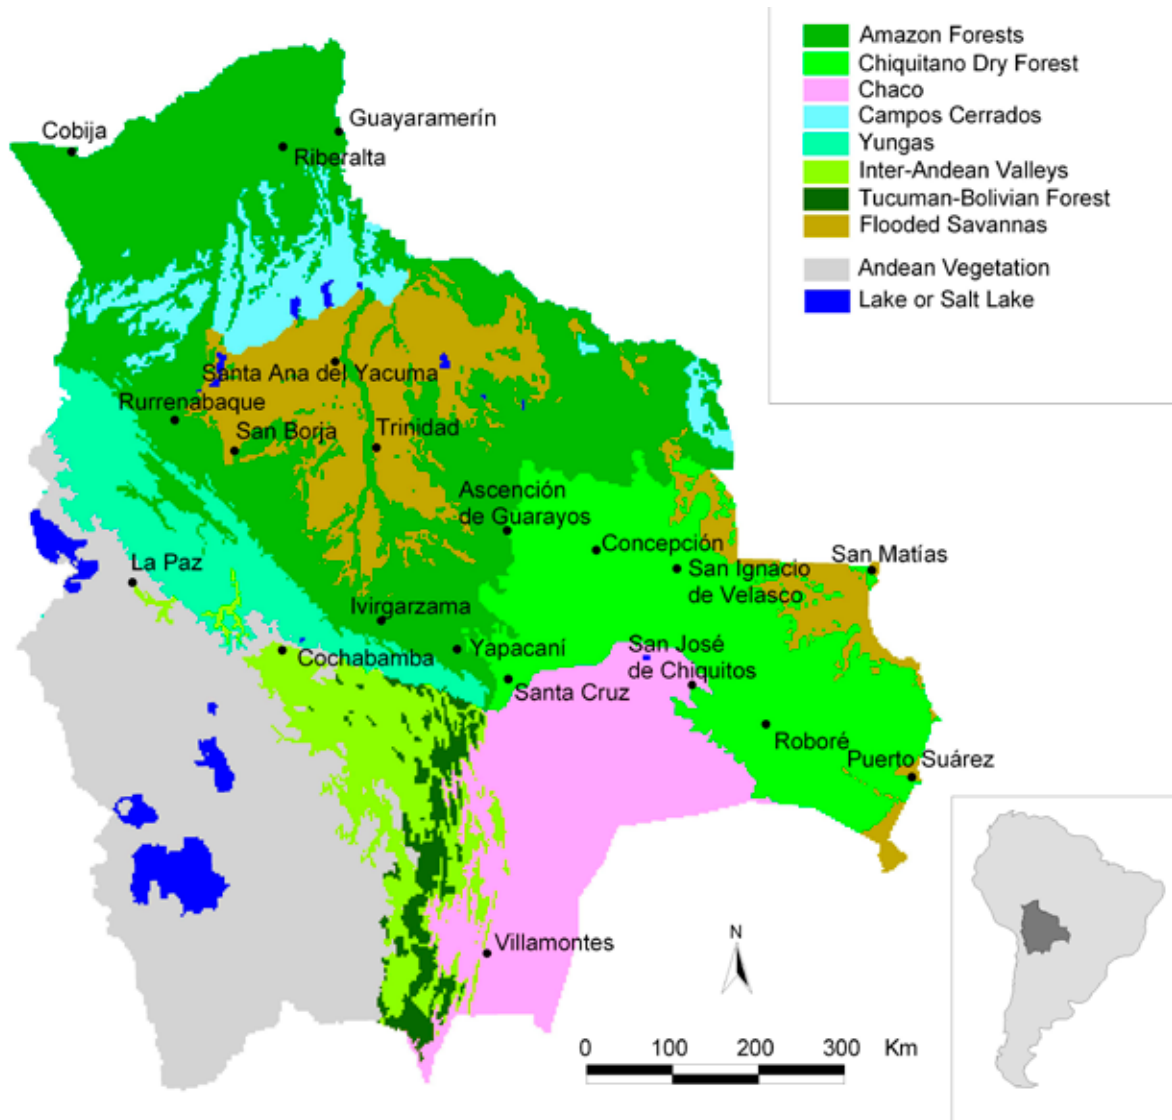 Amazon Forests
Chiquitano Dry Forest
Chaco
Campos Cerrados
Yungas
Inter-Andean Valleys
Tucuman-Bolivian Forest
Flooded Savannas
Andean Vegetation
Lake or Salt Lake
Cobija
Guayaramerín
Riberalta
Santa Ana del Yacuma
Rurrenabaque
San Borja
Trinidad
Ascención
de Guarayos
Concepción
San Matías
San Ignacio
de Velasco
La Paz
Ivirgarzama
Yapacaní
San José
de Chiquitos
Cochabamba
Santa Cruz
Roboré
Puerto Suárez
Villamontes
N
0 100 200 300 Km